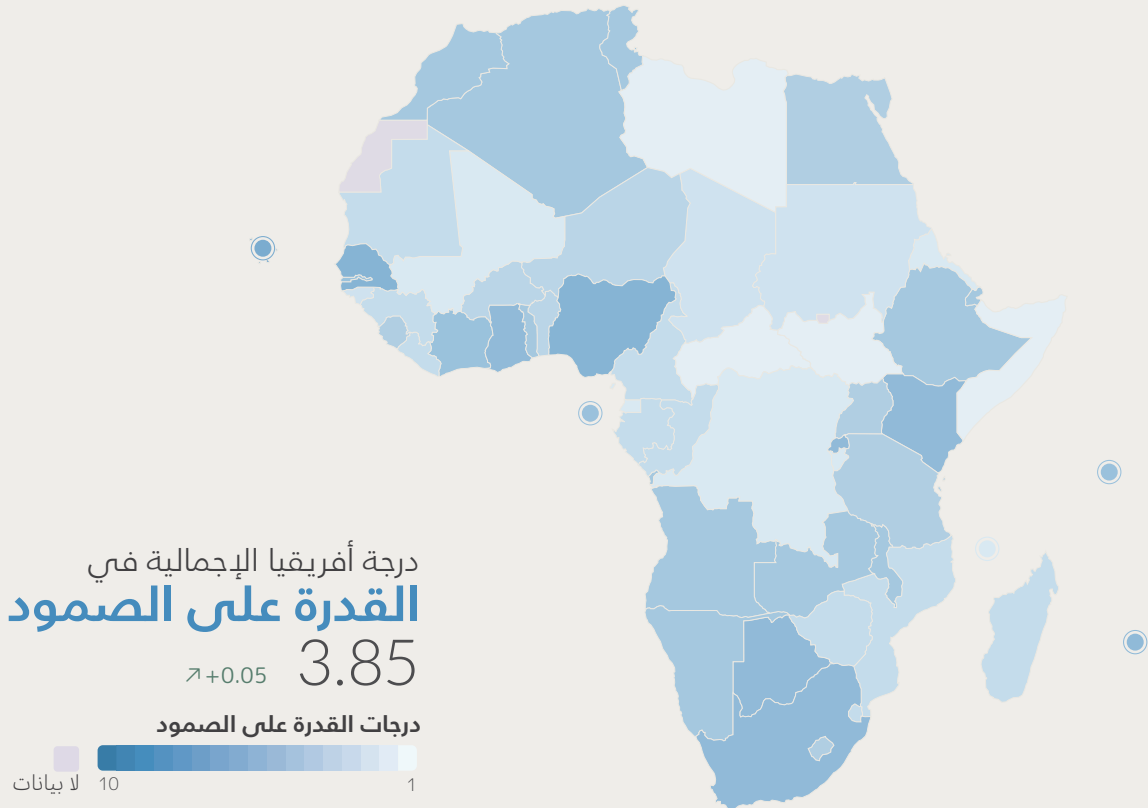 درجة أفريقيا الإجمالية في
القدرة على الصمود
3.85 ↗+0.05
درجات القدرة على الصمود
1 10 لا بيانات